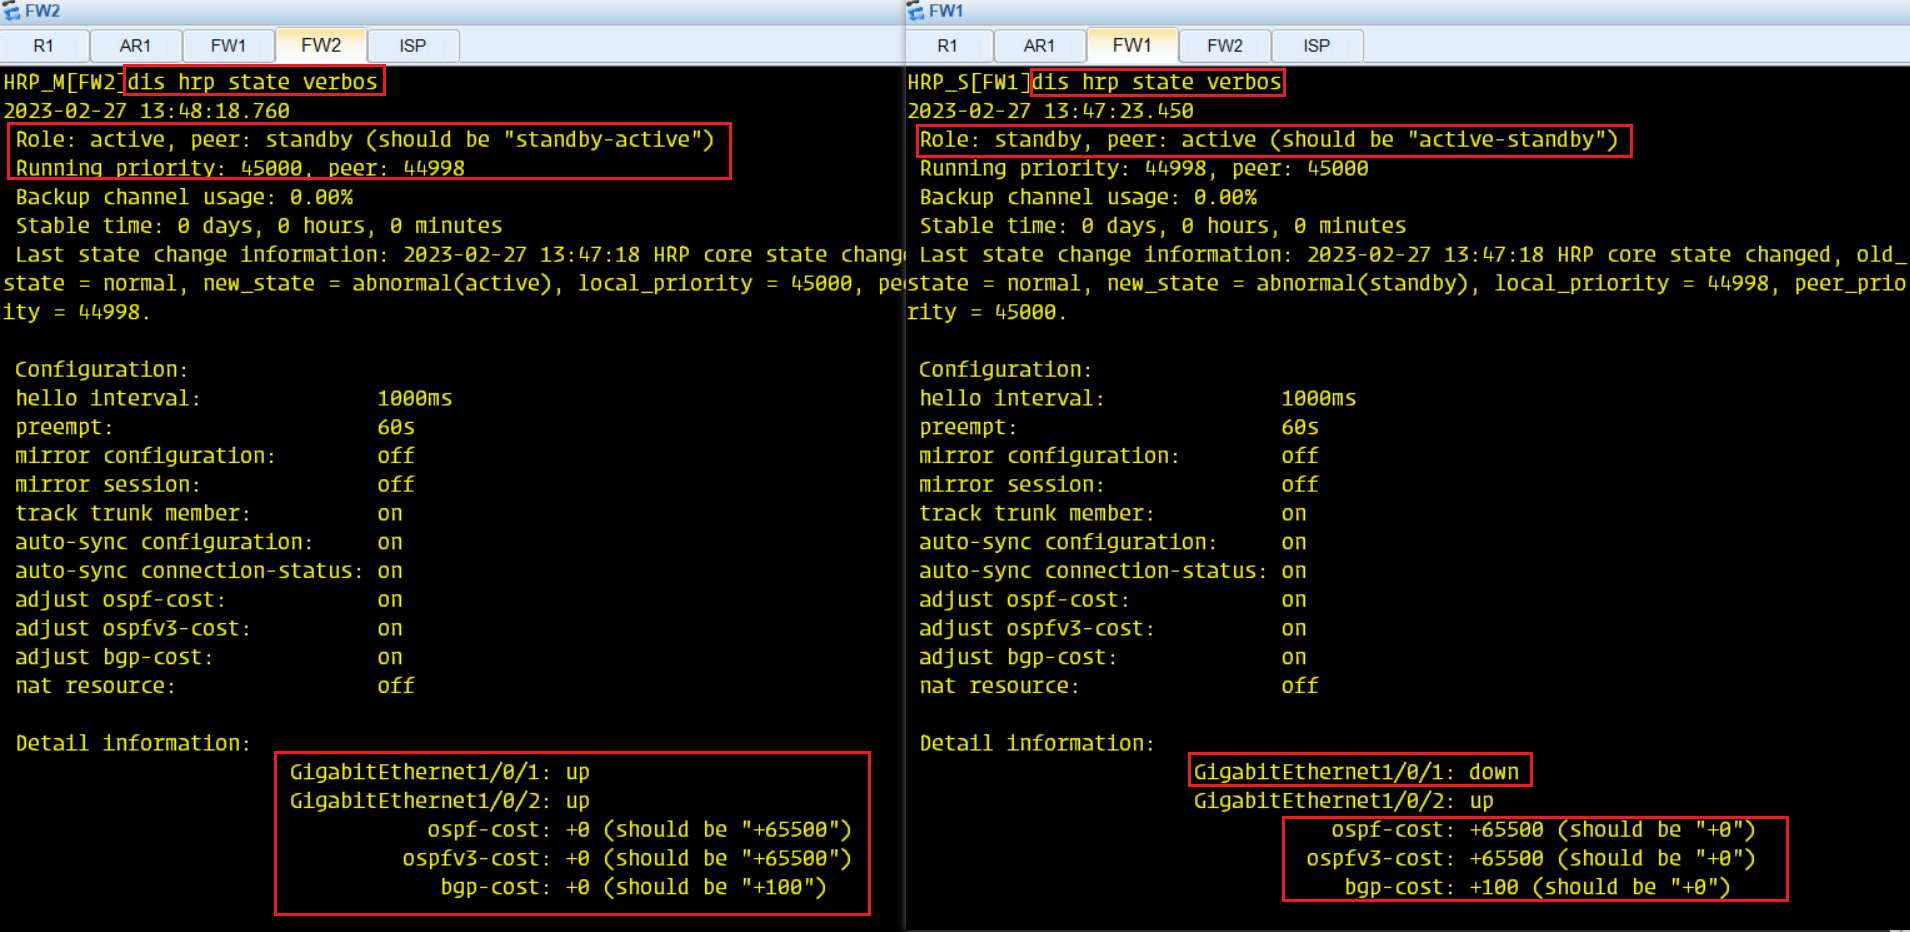 FW2
R1 AR1 FW1 FW2 ISP
HRP_M[FW2]dis hrp state verbos
2023-02-27 13:48:18.760
Role: active, peer: standby (should be "standby-active")
Running priority: 45000, peer: 44998
Backup channel usage: 0.00%
Stable time: 0 days, 0 hours, 0 minutes
Last state change information: 2023-02-27 13:47:18 HRP core state chang
state = normal, new_state = abnormal(active), local_priority = 45000, pe
ity = 44998.
Configuration:
hello interval: 1000ms
preempt: 60s
mirror configuration: off
mirror session: off
track trunk member: on
auto-sync configuration: on
auto-sync connection-status: on
adjust ospf-cost: on
adjust ospfv3-cost: on
adjust bgp-cost: on
nat resource: off
Detail information:
GigabitEthernet1/0/1: up
GigabitEthernet1/0/2: up
ospf-cost: +0 (should be "+65500")
ospfv3-cost: +0 (should be "+65500")
bgp-cost: +0 (should be "+100")
FW1
R1 AR1 FW1 FW2 ISP
HRP_S[FW1]dis hrp state verbos
2023-02-27 13:47:23.450
Role: standby, peer: active (should be "active-standby")
Running priority: 44998, peer: 45000
Backup channel usage: 0.00%
Stable time: 0 days, 0 hours, 0 minutes
Last state change information: 2023-02-27 13:47:18 HRP core state changed, old_
state = normal, new_state = abnormal(standby), local_priority = 44998, peer_prio
rity = 45000.
Configuration:
hello interval: 1000ms
preempt: 60s
mirror configuration: off
mirror session: off
track trunk member: on
auto-sync configuration: on
auto-sync connection-status: on
adjust ospf-cost: on
adjust ospfv3-cost: on
adjust bgp-cost: on
nat resource: off
Detail information:
GigabitEthernet1/0/1: down
GigabitEthernet1/0/2: up
ospf-cost: +65500 (should be "+0")
ospfv3-cost: +65500 (should be "+0")
bgp-cost: +100 (should be "+0")